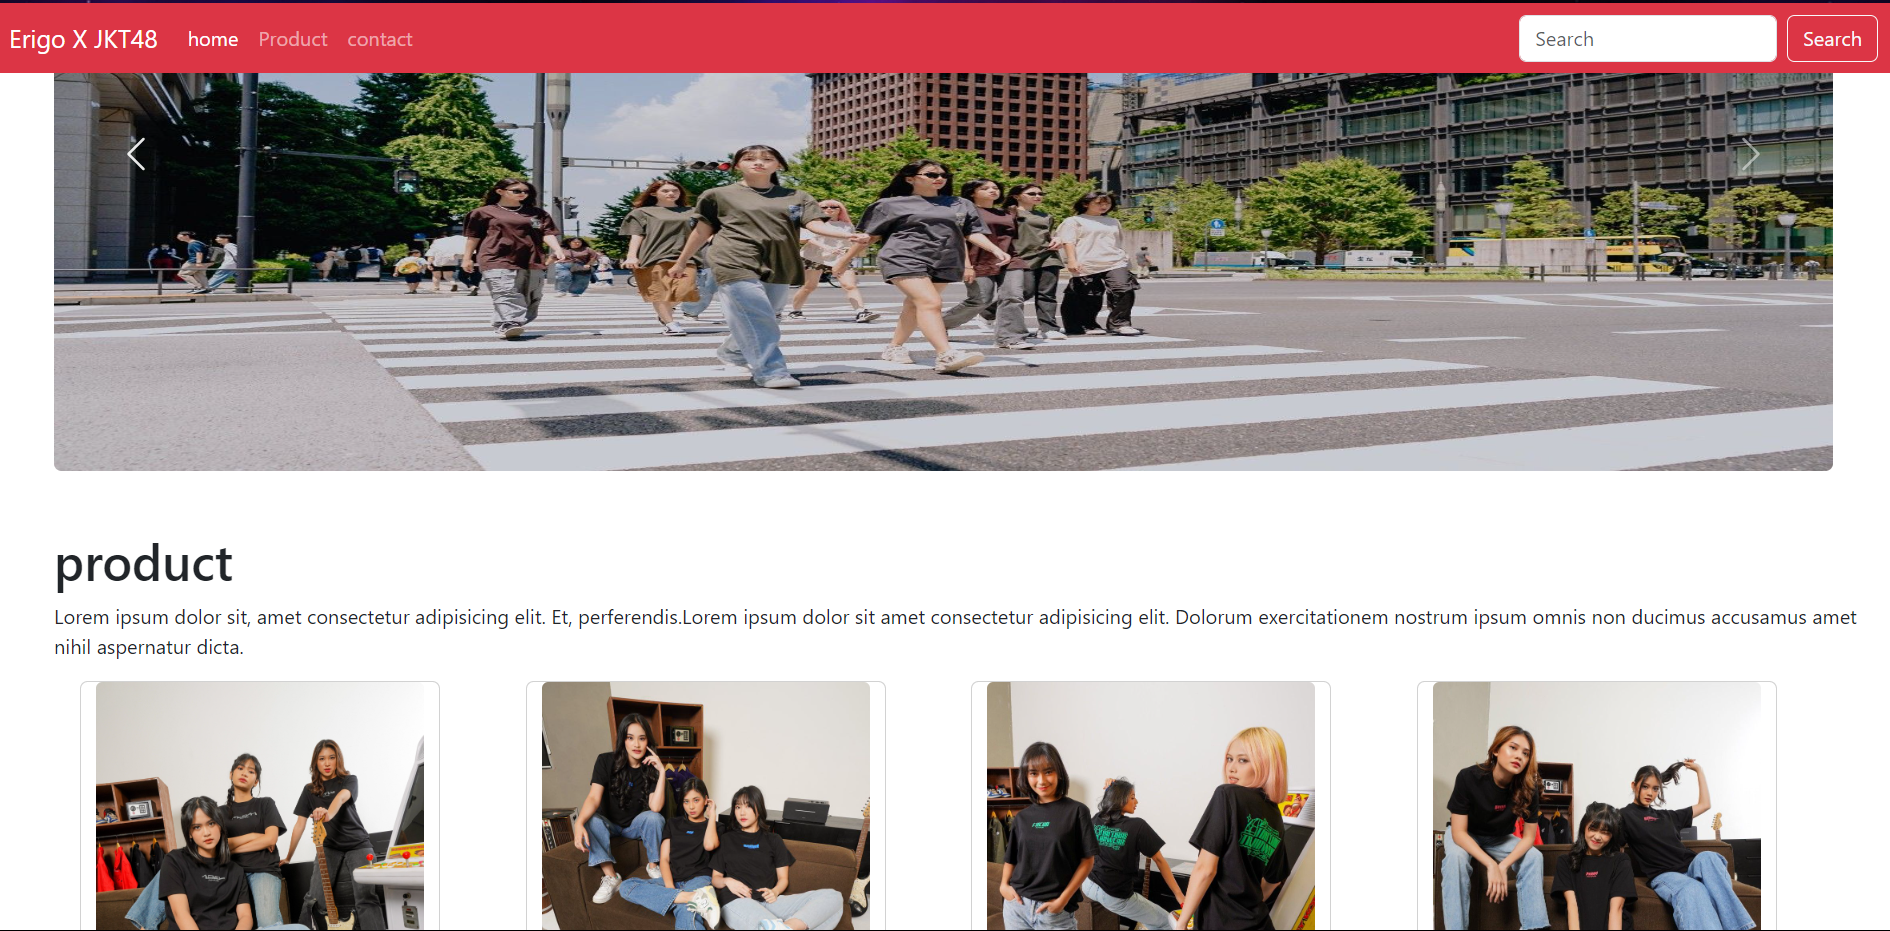 Erigo X JKT48 home Product contact Search Search
product
Lorem ipsum dolor sit, amet consectetur adipisicing elit. Et, perferendis.Lorem ipsum dolor sit amet consectetur adipisicing elit. Dolorum exercitationem nostrum ipsum omnis non ducimus accusamus amet
nihil aspernatur dicta.